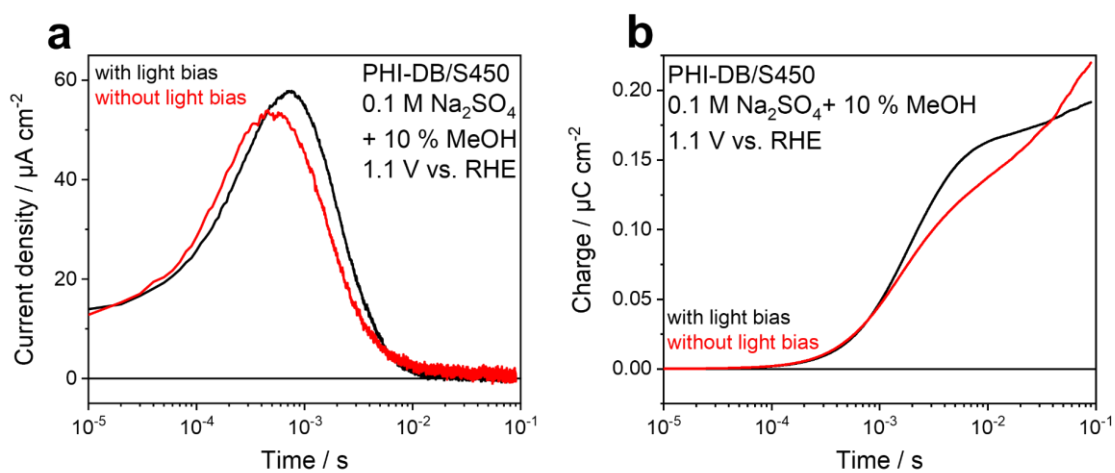 a
with light bias
without light bias
PHI-DB/S450
0.1 M Na₂SO₄
+ 10 % MeOH
1.1 V vs. RHE
60
40
20
0
Current density / µA cm⁻²
10⁻⁵
10⁻⁴
10⁻³
10⁻²
10⁻¹
Time / s
b
PHI-DB/S450
0.1 M Na₂SO₄+ 10 % MeOH
1.1 V vs. RHE
0.20
0.15
0.10
0.05
0.00
Charge / µC cm⁻²
with light bias
without light bias
10⁻⁵
10⁻⁴
10⁻³
10⁻²
10⁻¹
Time / s